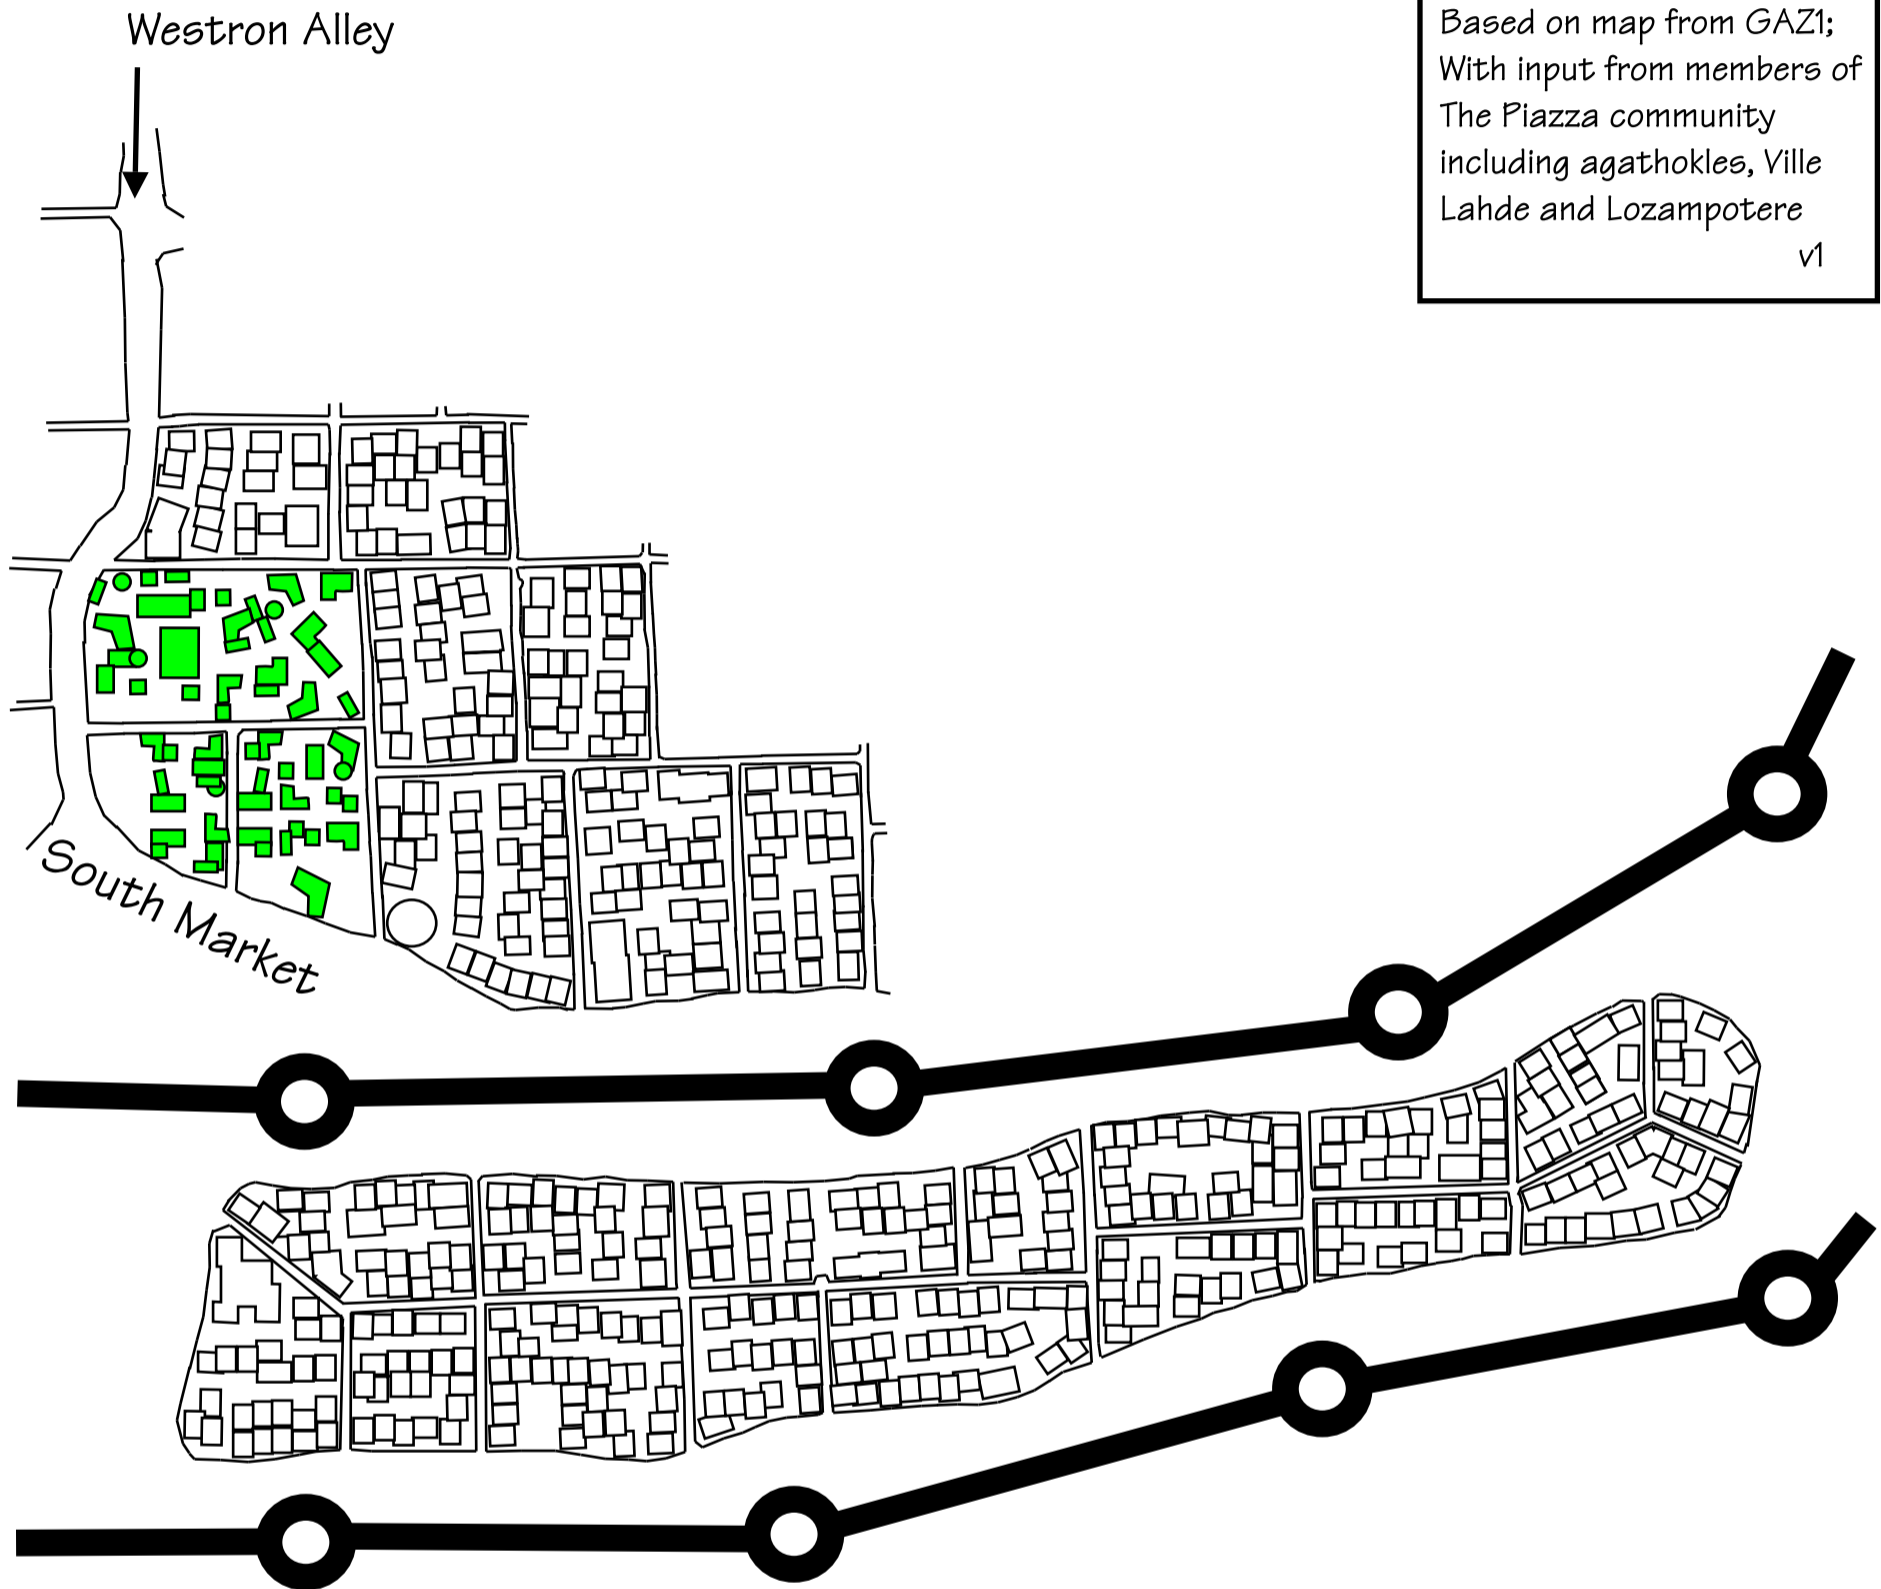 Westron Alley
Based on map from GAZ1;
With input from members of
The Piazza community
including agathokles, Ville
Lahde and Lozampotere
v1
South Market